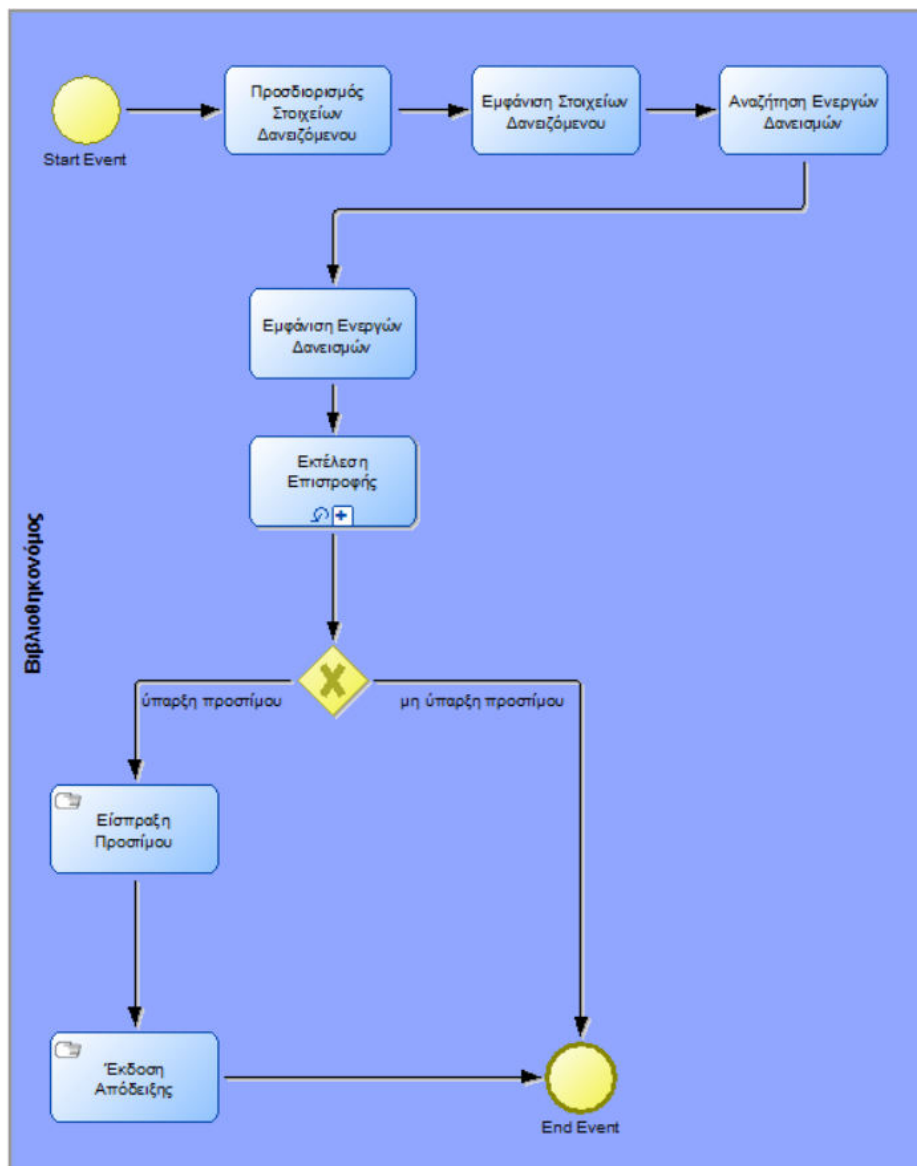 Προσδιορισμός
Στοιχείων
Δανειζόμενου
Εμφάνιση Στοιχείων
Δανειζόμενου
Αναζήτηση Ενεργών
Δανεισμών
Start Event
Εμφάνιση Ενεργών
Δανεισμών
Εκτέλεση
Επιστροφής
Βιβλιοθηκονόμος
ύπαρξη προστίμου
μη ύπαρξη προστίμου
Είσπραξη
Προστίμου
Έκδοση
Απόδειξης
End Event